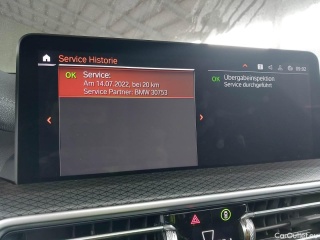 Service Historie
OK Service:
Am 14.07.2022, bei 20 km
Service Partner: BMW 30753
OK Übergabeinspektion
Service durchgeführt
CarOutlet.eu